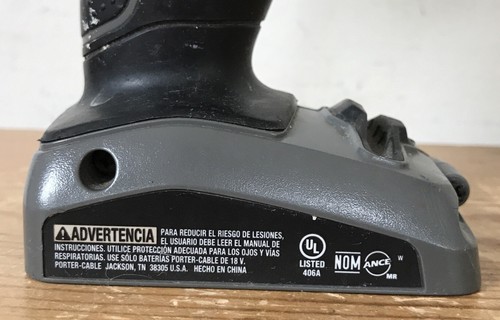 ADVERTENCIA PARA REDUCIR EL RIESGO DE LESIONES,
EL USUARIO DEBE LEER EL MANUAL DE
INSTRUCCIONES. UTILICE PROTECCIÓN ADECUADA PARA LOS OJOS Y VÍAS
RESPIRATORIAS. USE SÓLO BATERÍAS PORTER-CABLE DE 18 V.
PORTER-CABLE JACKSON, TN 38305 U.S.A. HECHO EN CHINA
UL
LISTED
406A
NOM
ANCE
W
MR